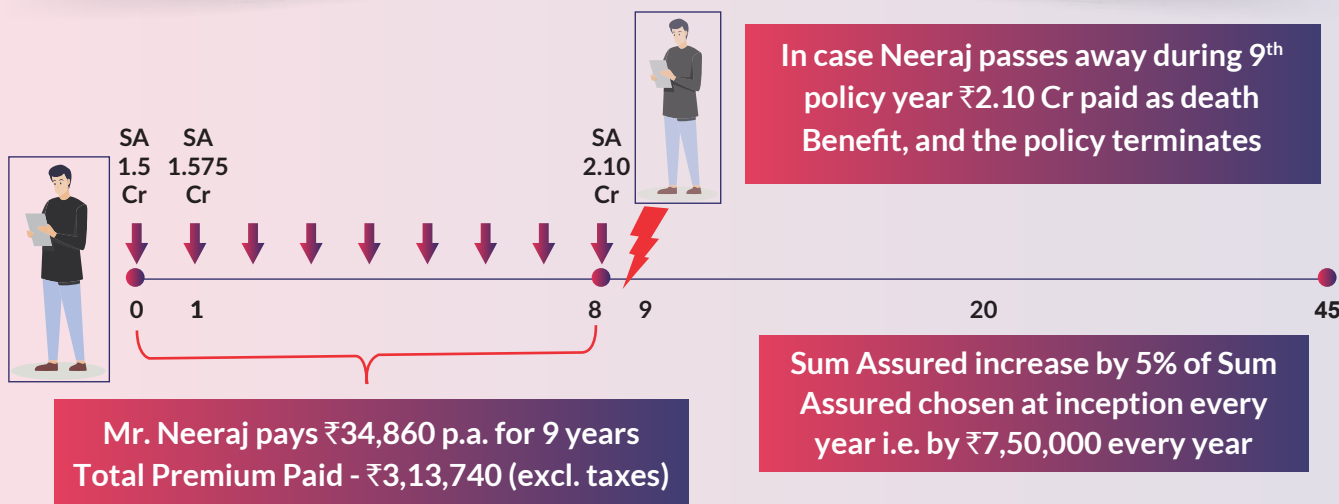 In case Neeraj passes away during 9th
policy year ₹2.10 Cr paid as death
Benefit, and the policy terminates
SA
1.5
Cr
SA
1.575
Cr
SA
2.10
Cr
0 1 8 9 20 45
Sum Assured increase by 5% of Sum
Assured chosen at inception every
year i.e. by ₹7,50,000 every year
Mr. Neeraj pays ₹34,860 p.a. for 9 years
Total Premium Paid - ₹3,13,740 (excl. taxes)